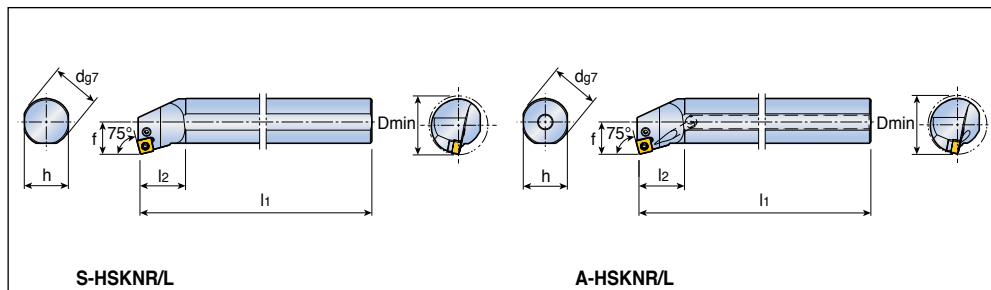 dg7
f
75°
h
l2
l1
Dmin
S-HSKNR/L
dg7
f
75°
h
l2
l1
Dmin
A-HSKNR/L